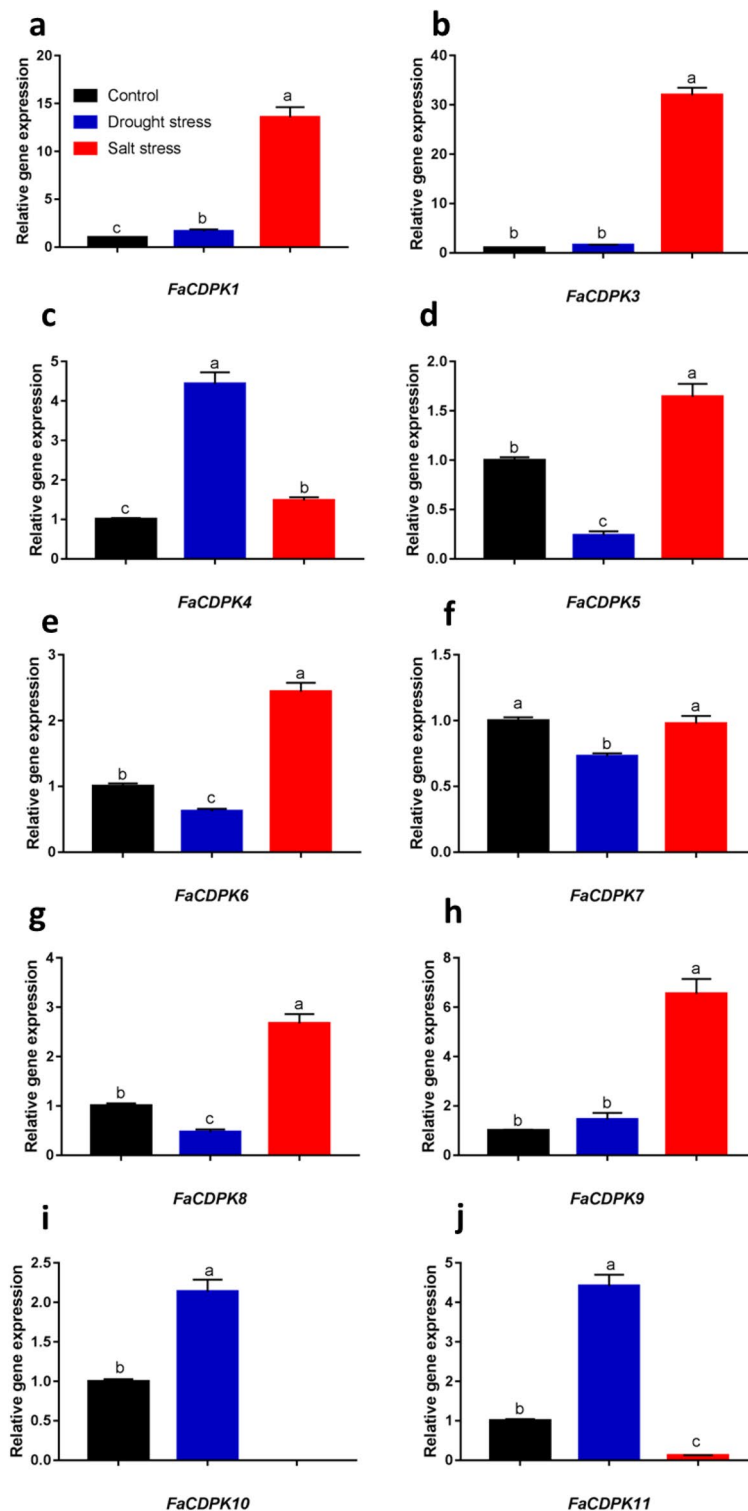 a
Relative gene expression
20
15
10
5
0
Control
Drought stress
Salt stress
c
b
a
FaCDPK1
b
Relative gene expression
40
30
20
10
0
b
b
a
FaCDPK3
c
Relative gene expression
5
4
3
2
1
0
c
a
b
FaCDPK4
d
Relative gene expression
2.0
1.5
1.0
0.5
0.0
b
c
a
FaCDPK5
e
Relative gene expression
3
2
1
0
b
c
a
FaCDPK6
f
Relative gene expression
1.5
1.0
0.5
0.0
a
b
a
FaCDPK7
g
Relative gene expression
4
3
2
1
0
b
c
a
FaCDPK8
h
Relative gene expression
8
6
4
2
0
b
b
a
FaCDPK9
i
Relative gene expression
2.5
2.0
1.5
1.0
0.5
0.0
b
a
FaCDPK10
j
Relative gene expression
5
4
3
2
1
0
b
a
c
FaCDPK11